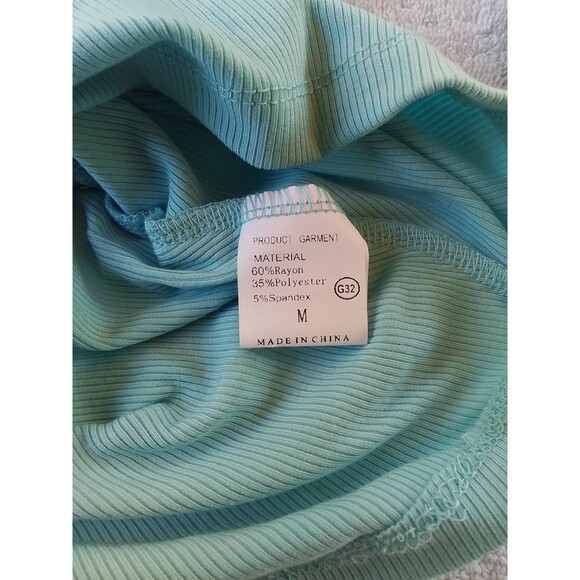 PRODUCT GARMENT
MATERIAL
60%Rayon
35%Polyester
5%Spandex
G32
M
MADE IN CHINA